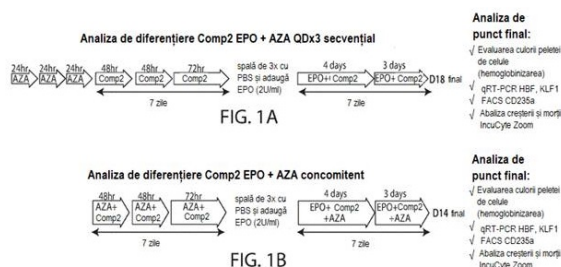 Analiza de diferențiere Comp2 EPO + AZA QDx3 secvențial
24hr 24hr 24hr 48hr 48hr 72hr
AZA AZA AZA Comp2 Comp2 Comp2
7 zile
spală de 3x cu
PBS și adaugă
EPO (2U/ml)
4 days 3 days
EPO+ Comp2 EPO+ Comp2
7 zile
D18 final
Analiza de
punct final:
√ Evaluarea culorii peletei
de celule
(hemoglobinizarea)
√ qRT-PCR HBF, KLF1
√ FACS CD235a
√ Abaliza creșterii și morții
IncuCyte Zoom
FIG. 1A
Analiza de diferențiere Comp2 EPO + AZA concomitent
48hr 48hr 72hr
AZA+ AZA+ AZA+
Comp2 Comp2 Comp2
7 zile
spală de 3x cu
PBS și adaugă
EPO (2U/ml)
4 days 3 days
EPO+ Comp2 EPO+Comp2
+AZA +AZA
7 zile
D14 final
Analiza de
punct final:
√ Evaluarea culorii peletei
de celule
(hemoglobinizarea)
√ qRT-PCR HBF, KLF1
√ FACS CD235a
√ Abaliza creșterii și morții
IncuCyte Zoom
FIG. 1B